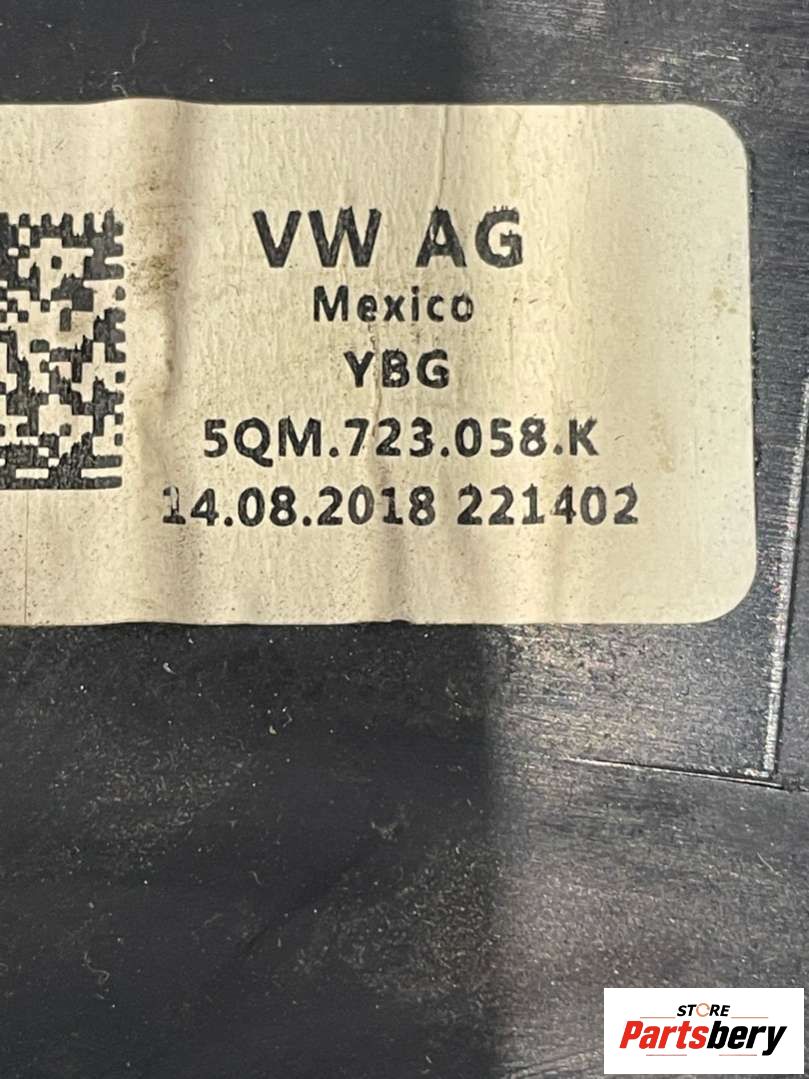 VW AG
Mexico
YBG
5QM.723.058.K
14.08.2018 221402
STORE
Partsbery